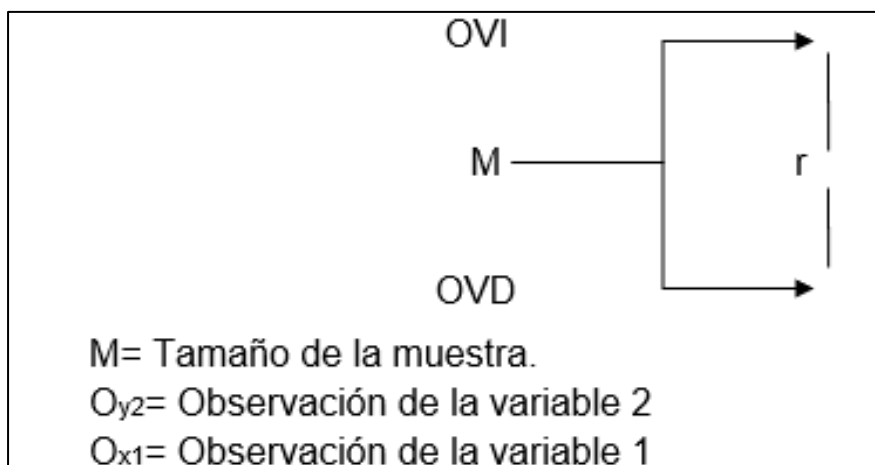 OVI
M r
OVD
M= Tamaño de la muestra.
Oy2= Observación de la variable 2
Ox1= Observación de la variable 1